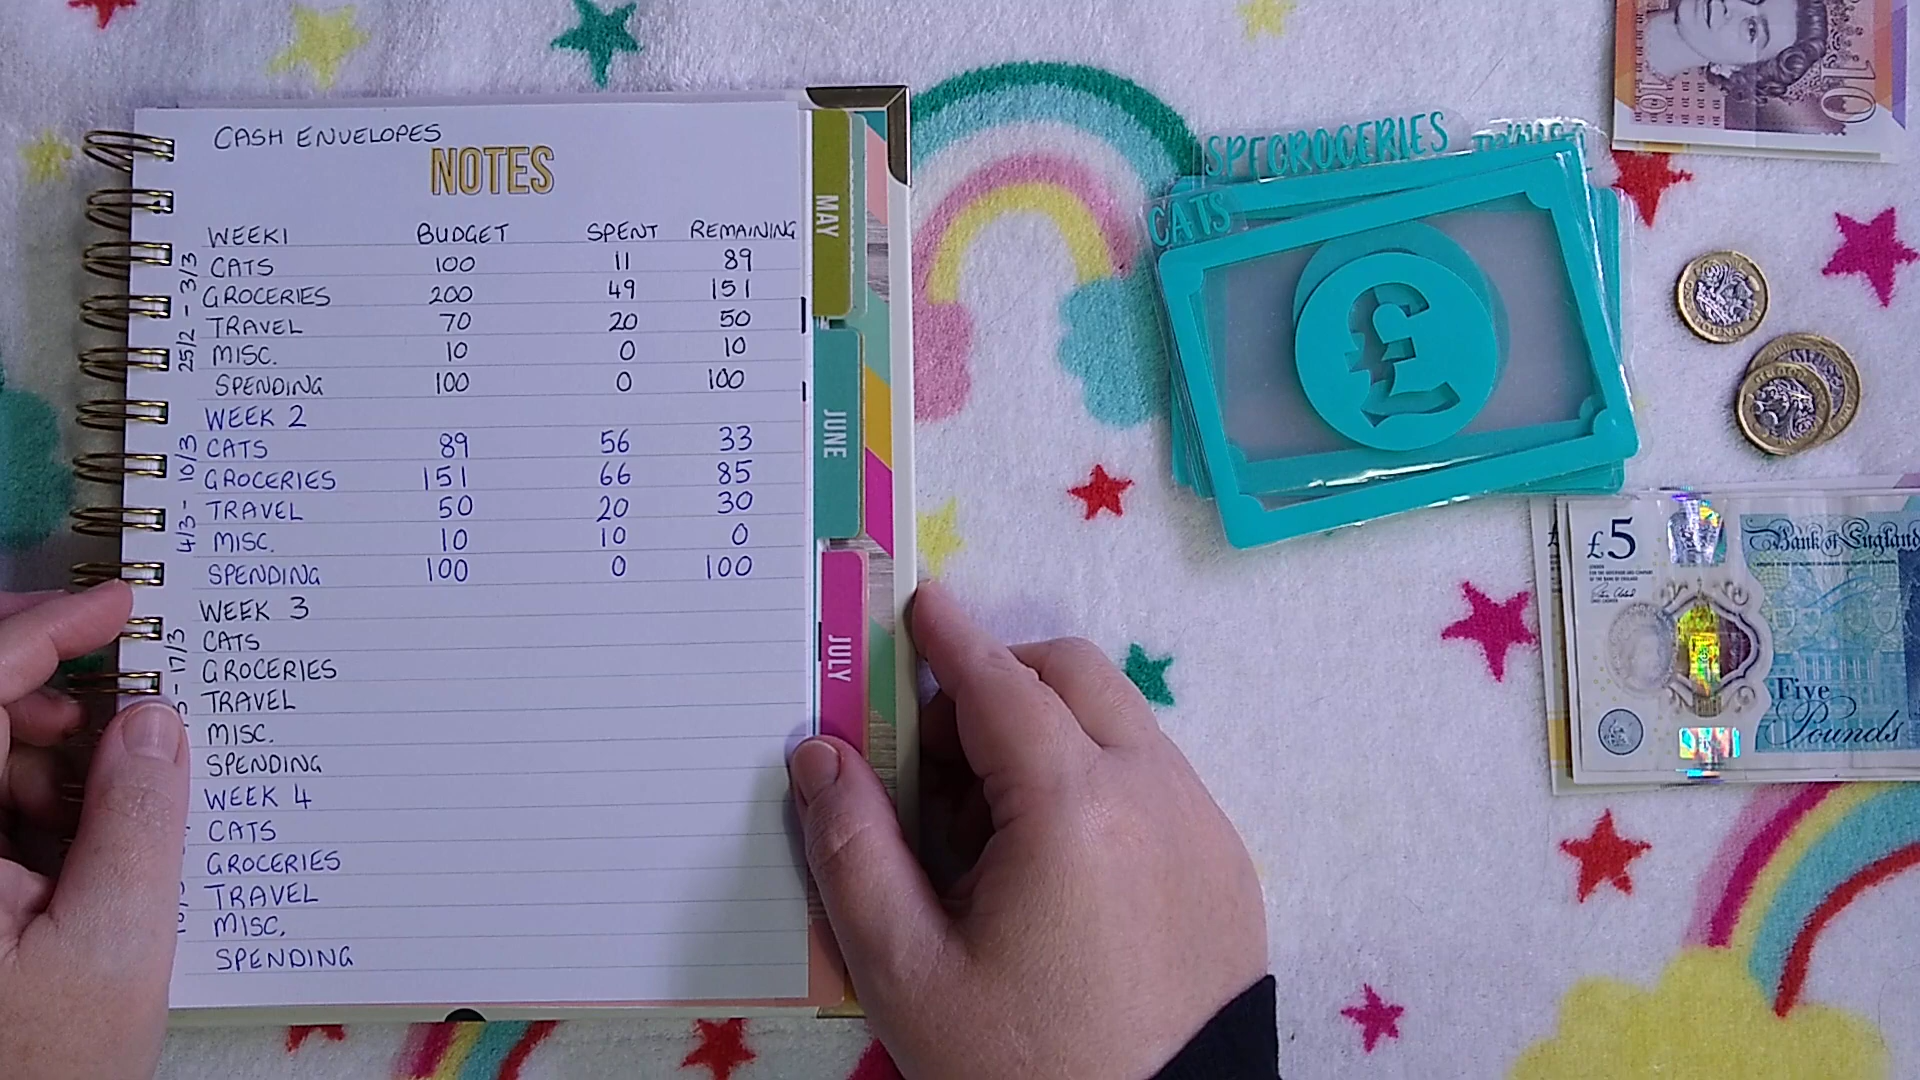 CASH ENVELOPES
NOTES
WEEK1 BUDGET SPENT REMAINING
CATS 100 11 89
GROCERIES 200 49 151
TRAVEL 70 20 50
MISC. 10 0 10
SPENDING 100 0 100
25/2 - 3/3
WEEK 2
CATS 89 56 33
GROCERIES 151 66 85
TRAVEL 50 20 30
MISC. 10 10 0
SPENDING 100 0 100
4/3 - 10/3
WEEK 3
CATS
GROCERIES
TRAVEL
MISC.
SPENDING
- 17/3
WEEK 4
CATS
GROCERIES
TRAVEL
MISC.
SPENDING
MAY
JUNE
JULY
GROCERIES
CATS
£
10
£5
Bank of England
Five
Pounds